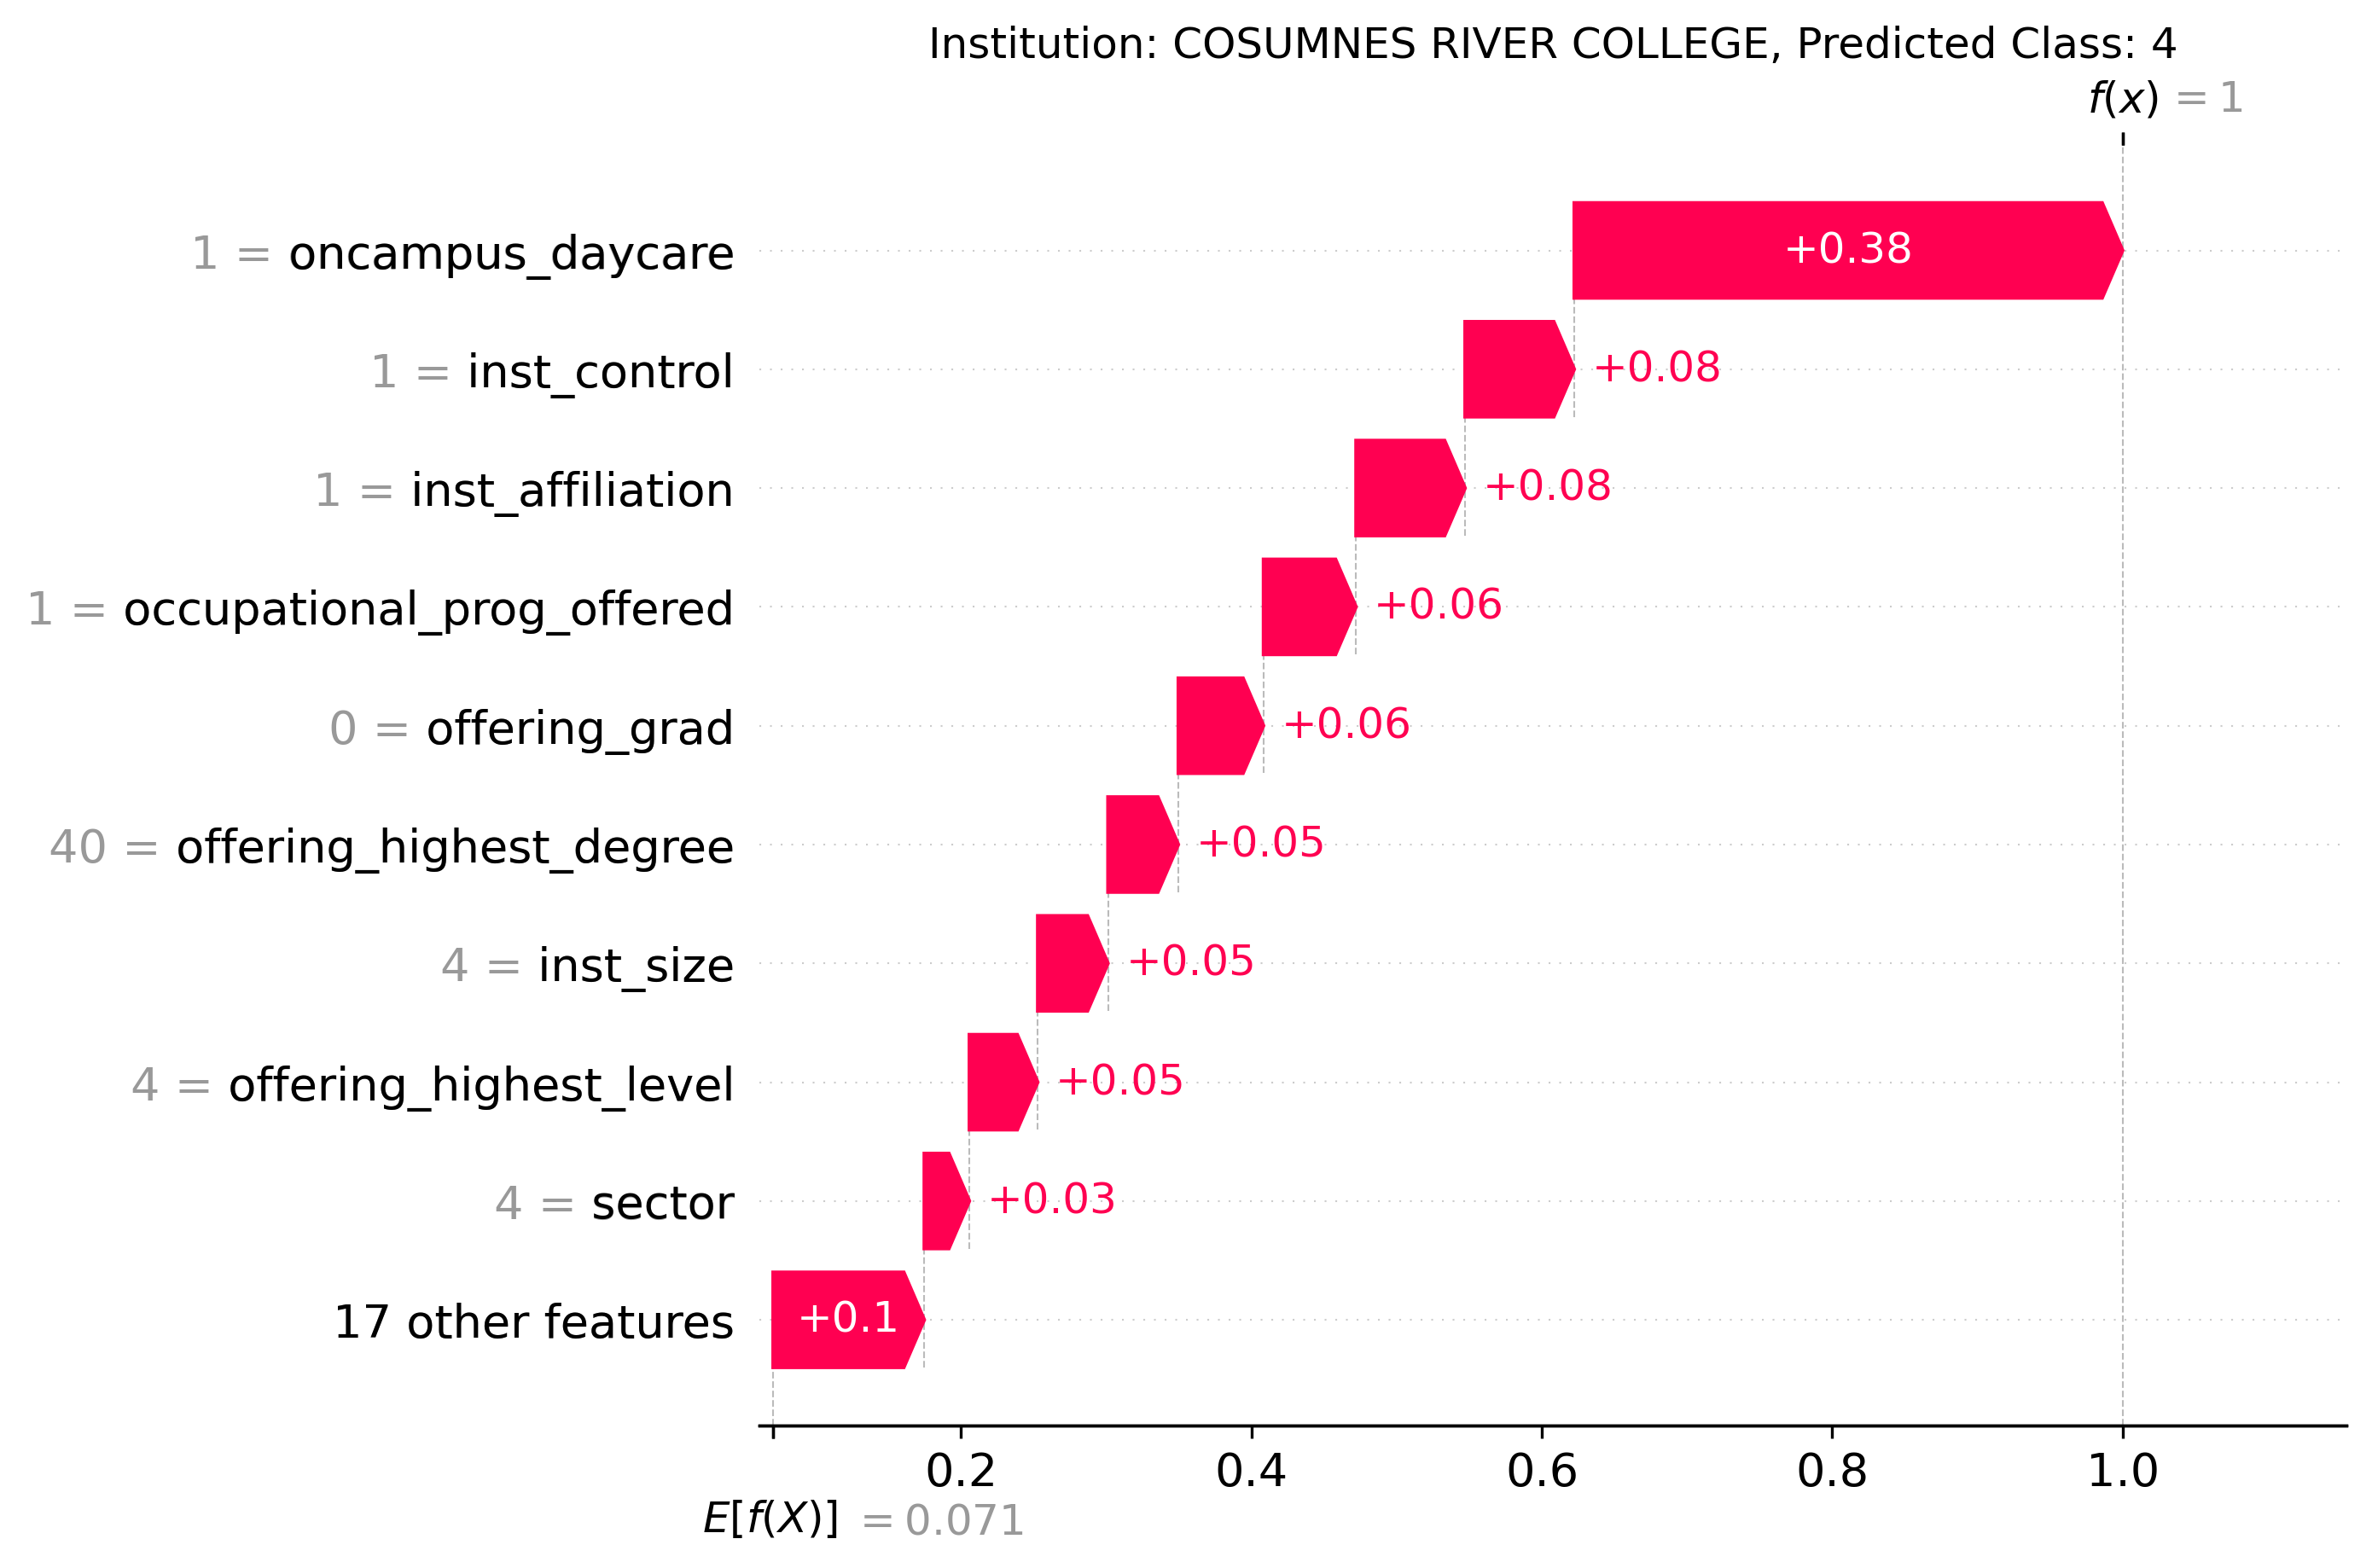 Institution: COSUMNES RIVER COLLEGE, Predicted Class: 4
f(x) = 1
1 = oncampus_daycare +0.38
1 = inst_control +0.08
1 = inst_affiliation +0.08
1 = occupational_prog_offered +0.06
0 = offering_grad +0.06
40 = offering_highest_degree +0.05
4 = inst_size +0.05
4 = offering_highest_level +0.05
4 = sector +0.03
17 other features +0.1
0.2 0.4 0.6 0.8 1.0
E[f(X)] = 0.071